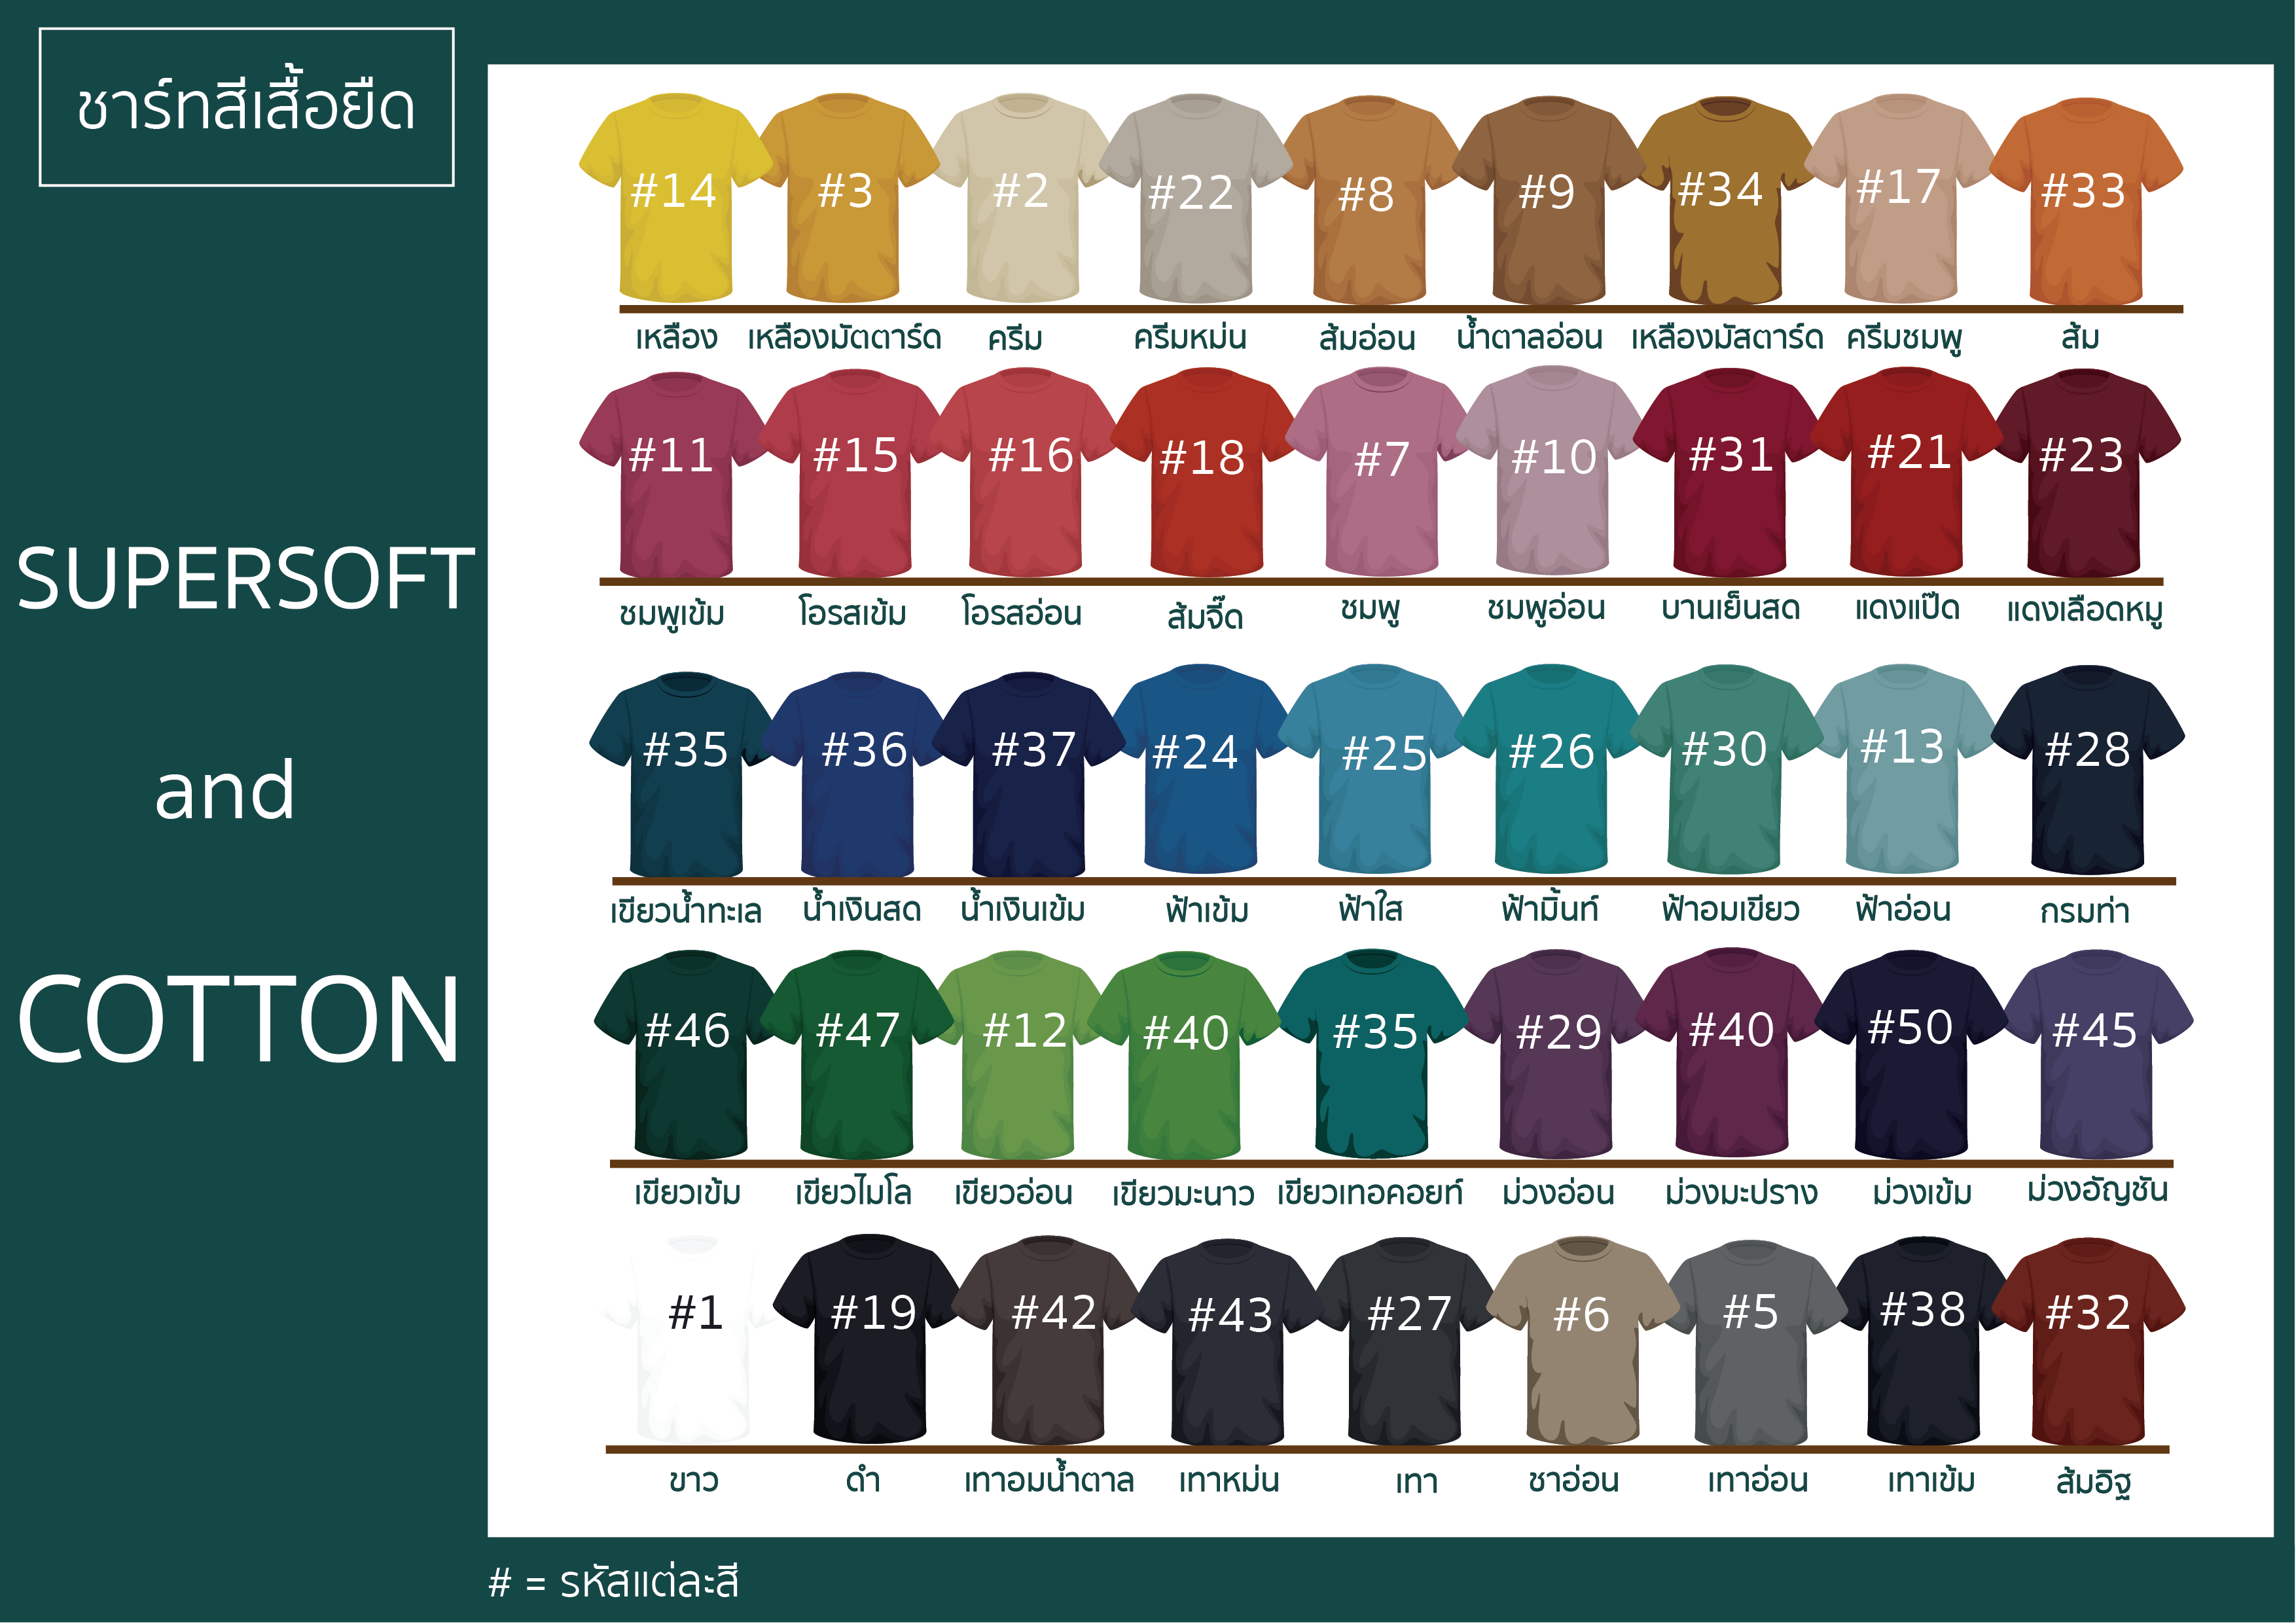 ชาร์ทสีเสื้อยืด
SUPERSOFT
and
COTTON
#14 #3 #2 #22 #8 #9 #34 #17 #33
เหลือง เหลืองมัตตาร์ด ครีม ครีมหม่น ส้มอ่อน น้ำตาลอ่อน เหลืองมัสตาร์ด ครีมชมพู ส้ม
#11 #15 #16 #18 #7 #10 #31 #21 #23
ชมพูเข้ม โอรสเข้ม โอรสอ่อน ส้มจี๊ด ชมพู ชมพูอ่อน บานเย็นสด แดงแป๊ด แดงเลือดหมู
#35 #36 #37 #24 #25 #26 #30 #13 #28
เขียวน้ำทะเล น้ำเงินสด น้ำเงินเข้ม ฟ้าเข้ม ฟ้าใส ฟ้ามิ้นท์ ฟ้าอมเขียว ฟ้าอ่อน กรมท่า
#46 #47 #12 #40 #35 #29 #40 #50 #45
เขียวเข้ม เขียวไมโล เขียวอ่อน เขียวมะนาว เขียวเทอคอยท์ ม่วงอ่อน ม่วงมะปราง ม่วงเข้ม ม่วงอัญชัน
#1 #19 #42 #43 #27 #6 #5 #38 #32
ขาว ดำ เทาอมน้ำตาล เทาหม่น เทา ชาอ่อน เทาอ่อน เทาเข้ม ส้มอิฐ
# = รหัสแต่ละสี